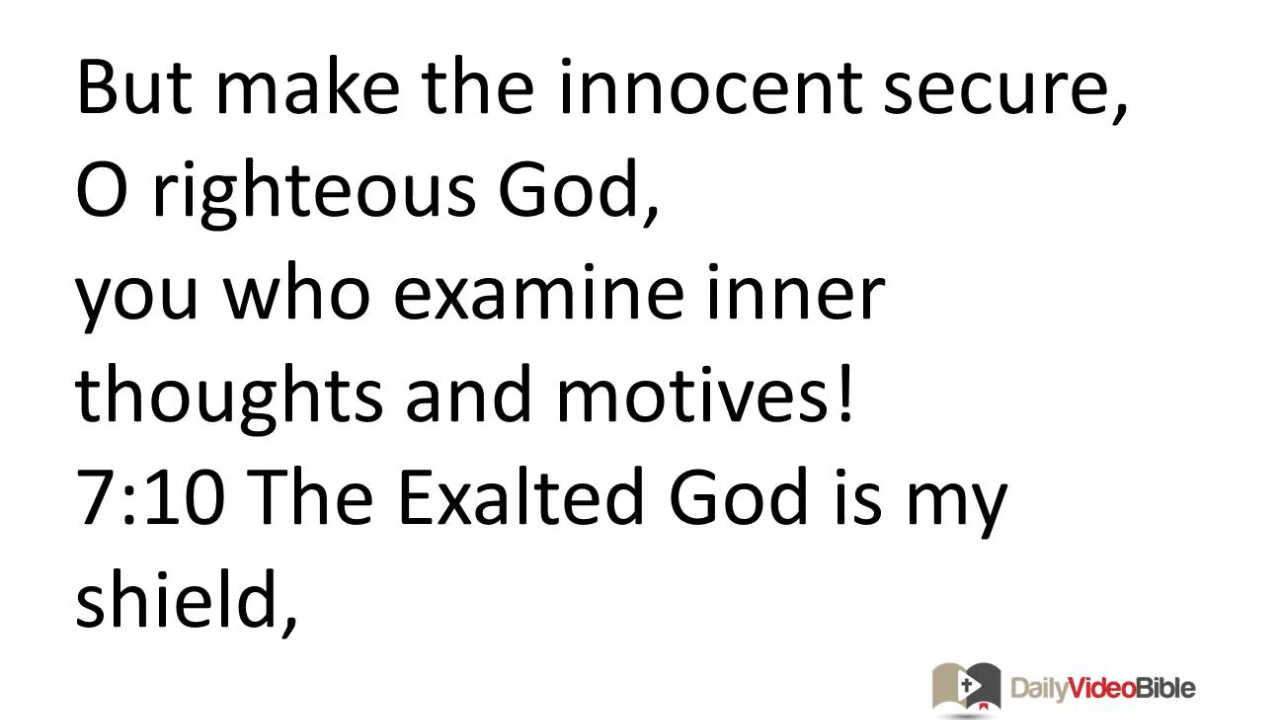 But make the innocent secure,
O righteous God,
you who examine inner
thoughts and motives!
7:10 The Exalted God is my
shield,
DailyVideoBible